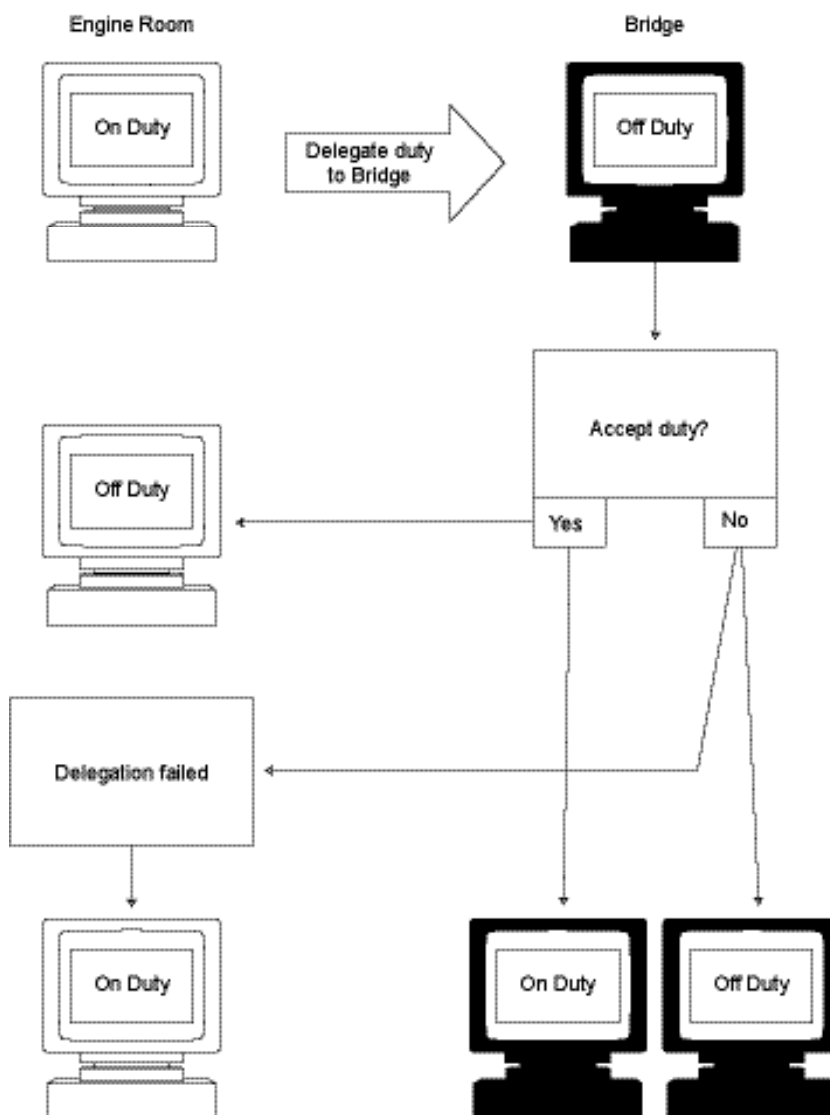 Engine Room
Bridge
On Duty
Delegate duty
to Bridge
Off Duty
Accept duty?
Off Duty
Yes
No
Delegation failed
On Duty
On Duty
Off Duty